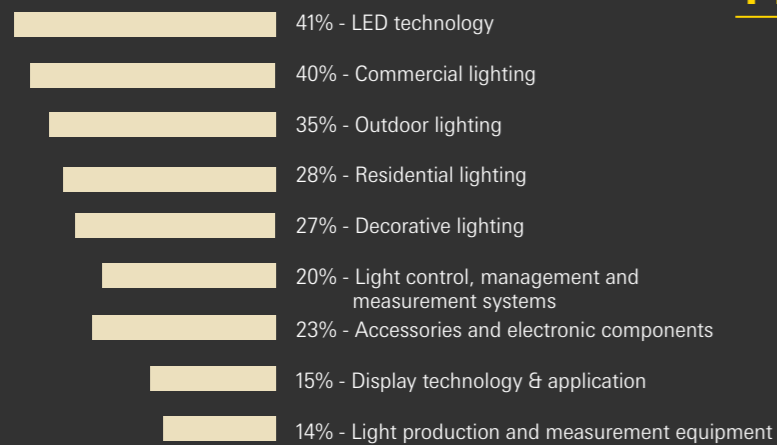 41% - LED technology
40% - Commercial lighting
35% - Outdoor lighting
28% - Residential lighting
27% - Decorative lighting
20% - Light control, management and
measurement systems
23% - Accessories and electronic components
15% - Display technology & application
14% - Light production and measurement equipment